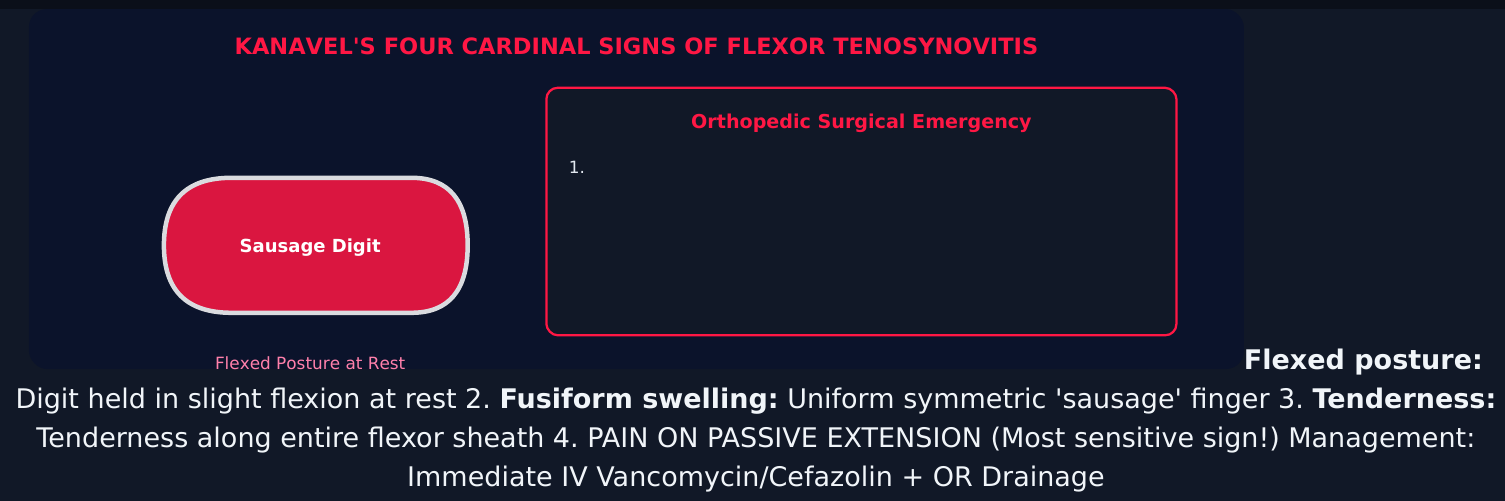 KANAVEL'S FOUR CARDINAL SIGNS OF FLEXOR TENOSYNOVITIS
Orthopedic Surgical Emergency
1.
Sausage Digit
Flexed Posture at Rest
Flexed posture:
Digit held in slight flexion at rest 2. Fusiform swelling: Uniform symmetric 'sausage' finger 3. Tenderness:
Tenderness along entire flexor sheath 4. PAIN ON PASSIVE EXTENSION (Most sensitive sign!) Management:
Immediate IV Vancomycin/Cefazolin + OR Drainage